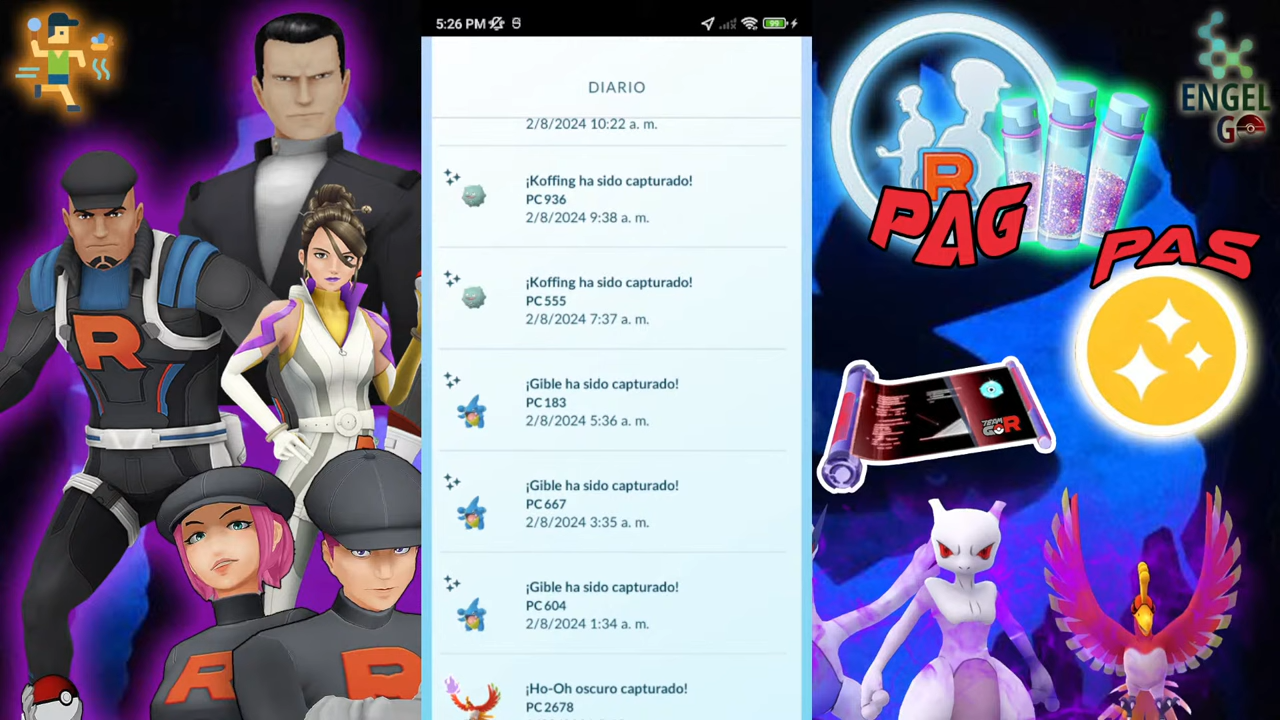 5:26 PM
99
DIARIO
2/8/2024 10:22 a. m.
¡Koffing ha sido capturado!
PC 936
2/8/2024 9:38 a. m.
¡Koffing ha sido capturado!
PC 555
2/8/2024 7:37 a. m.
¡Gible ha sido capturado!
PC 183
2/8/2024 5:36 a. m.
¡Gible ha sido capturado!
PC 667
2/8/2024 3:35 a. m.
¡Gible ha sido capturado!
PC 604
2/8/2024 1:34 a. m.
¡Ho-Oh oscuro capturado!
PC 2678
ENGEL
GO
R
PAG
PAS
TEAM
GO R
R
R
R